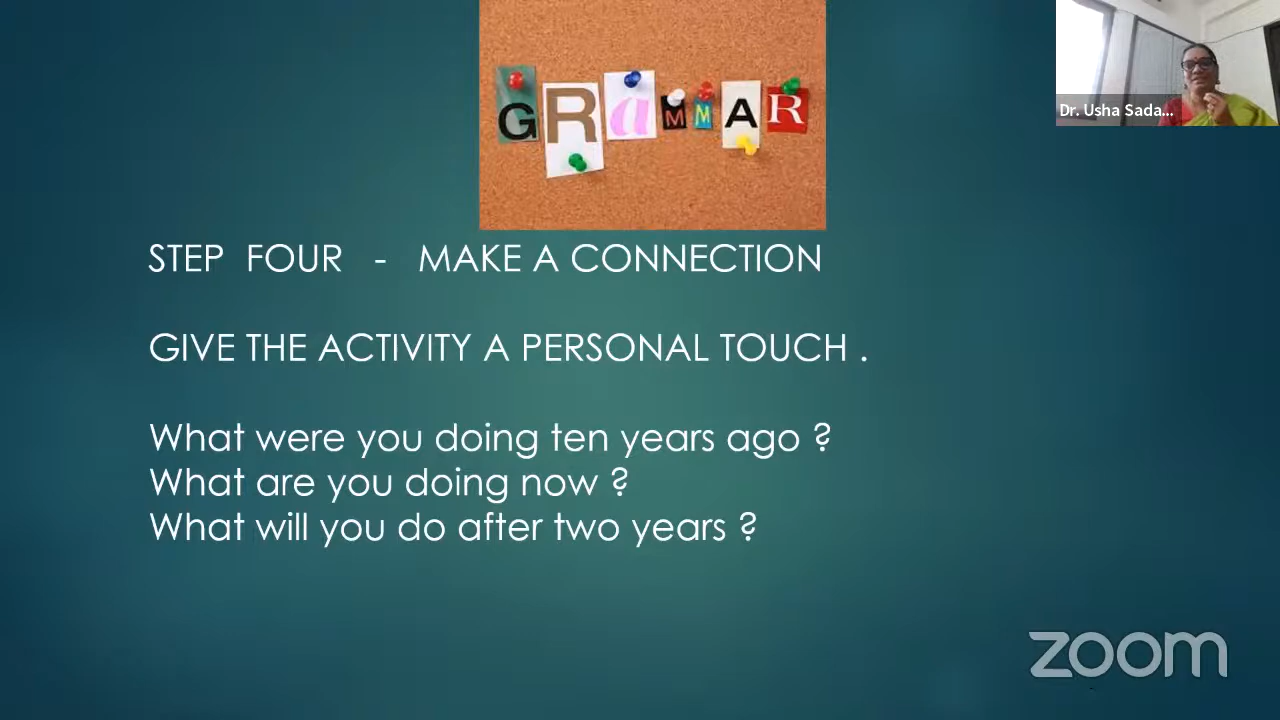 GRaMMAR
Dr. Usha Sada...
STEP FOUR - MAKE A CONNECTION
GIVE THE ACTIVITY A PERSONAL TOUCH .
What were you doing ten years ago ?
What are you doing now ?
What will you do after two years ?
zoom